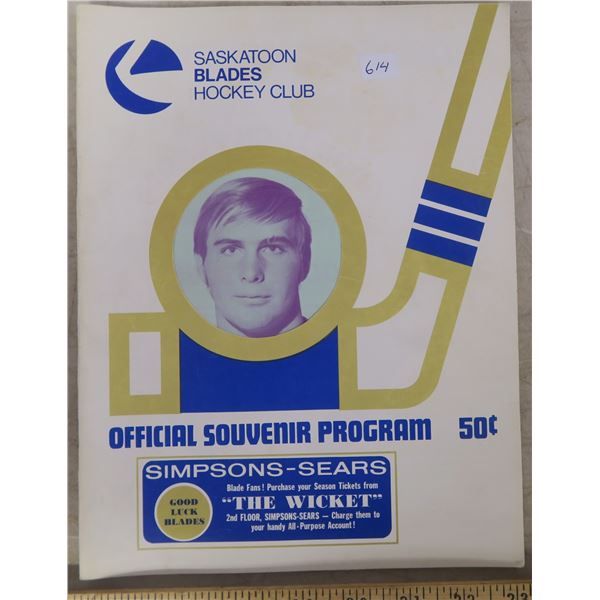 SASKATOON
BLADES
HOCKEY CLUB
614
OFFICIAL SOUVENIR PROGRAM 50¢
SIMPSONS-SEARS
GOOD
LUCK
BLADES
Blade Fans! Purchase your Season Tickets from
"THE WICKET"
2nd FLOOR, SIMPSONS-SEARS — Charge them to
your handy All-Purpose Account!